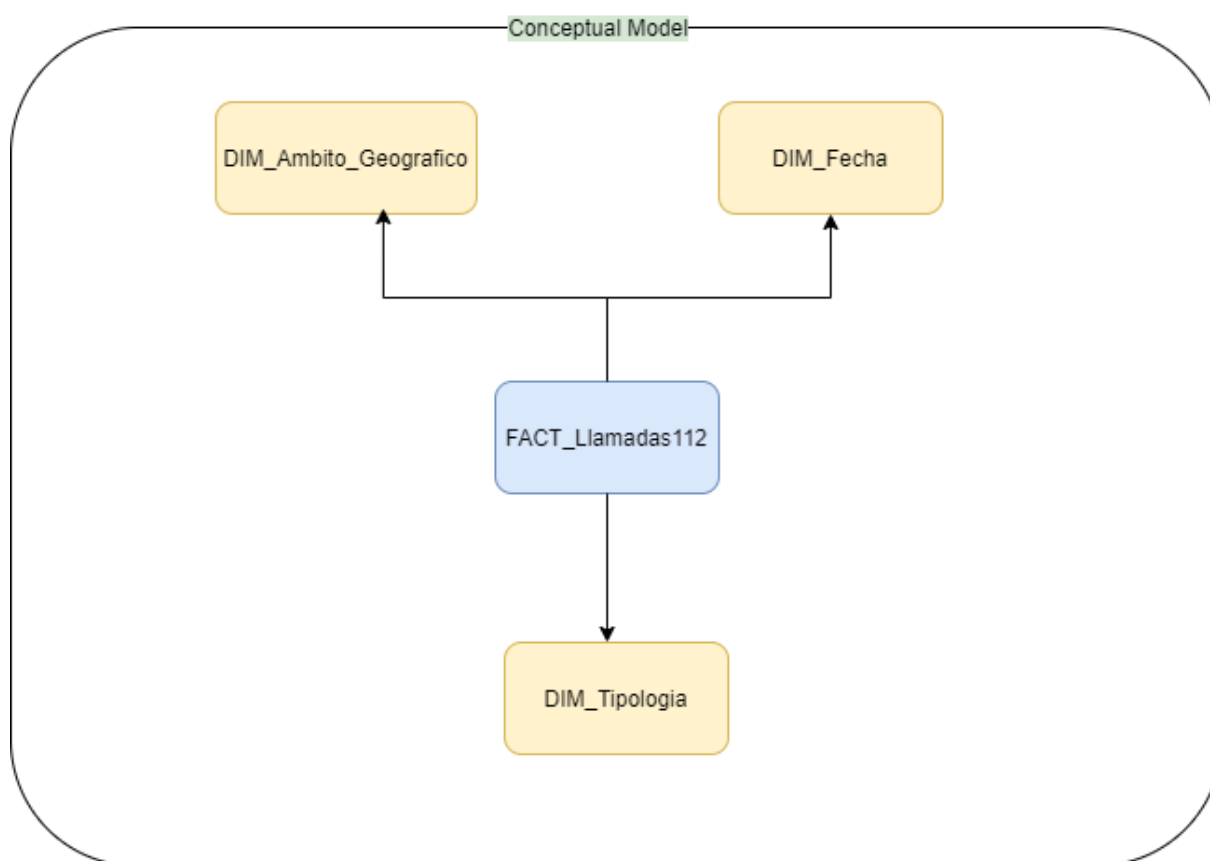 Conceptual Model
DIM_Ambito_Geografico
DIM_Fecha
FACT_Llamadas112
DIM_Tipologia